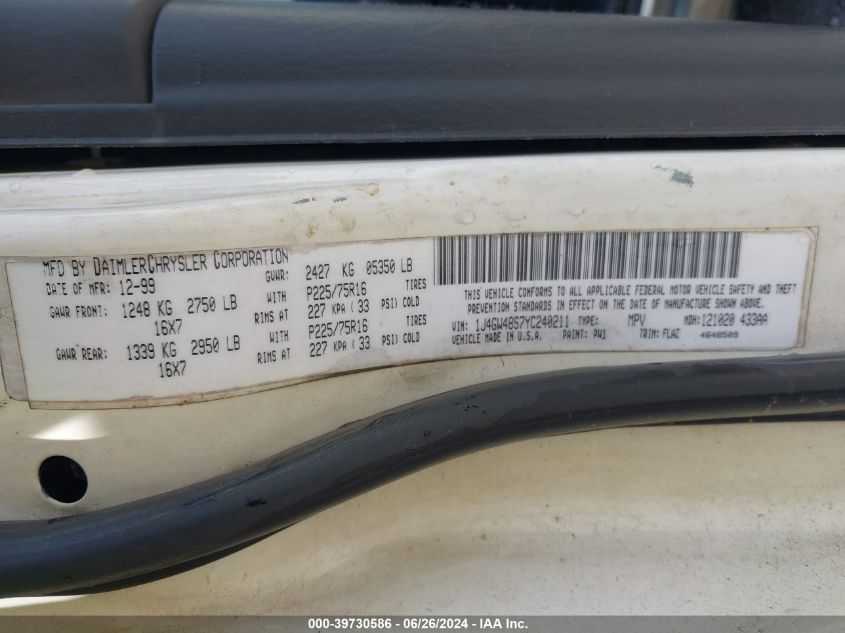 MFD BY DAIMLERCHRYSLER CORPORATION
DATE OF MFR: 12-99 GVWR: 2427 KG 05350 LB
GAWR FRONT: 1248 KG 2750 LB WITH P225/75R16 TIRES
16X7 RIMS AT 227 KPA ( 33 PSI) COLD
GAWR REAR: 1339 KG 2950 LB WITH P225/75R16 TIRES
16X7 RIMS AT 227 KPA ( 33 PSI) COLD
THIS VEHICLE CONFORMS TO ALL APPLICABLE FEDERAL MOTOR VEHICLE SAFETY AND THEFT
PREVENTION STANDARDS IN EFFECT ON THE DATE OF MANUFACTURE SHOWN ABOVE.
VIN: 1J4GW48S7YC240211 TYPE: MPV MDH:121020 433AA
VEHICLE MADE IN U.S.A. PAINT: PW1 TRIM: FLAZ 4648509
000-39730586 - 06/26/2024 - IAA Inc.